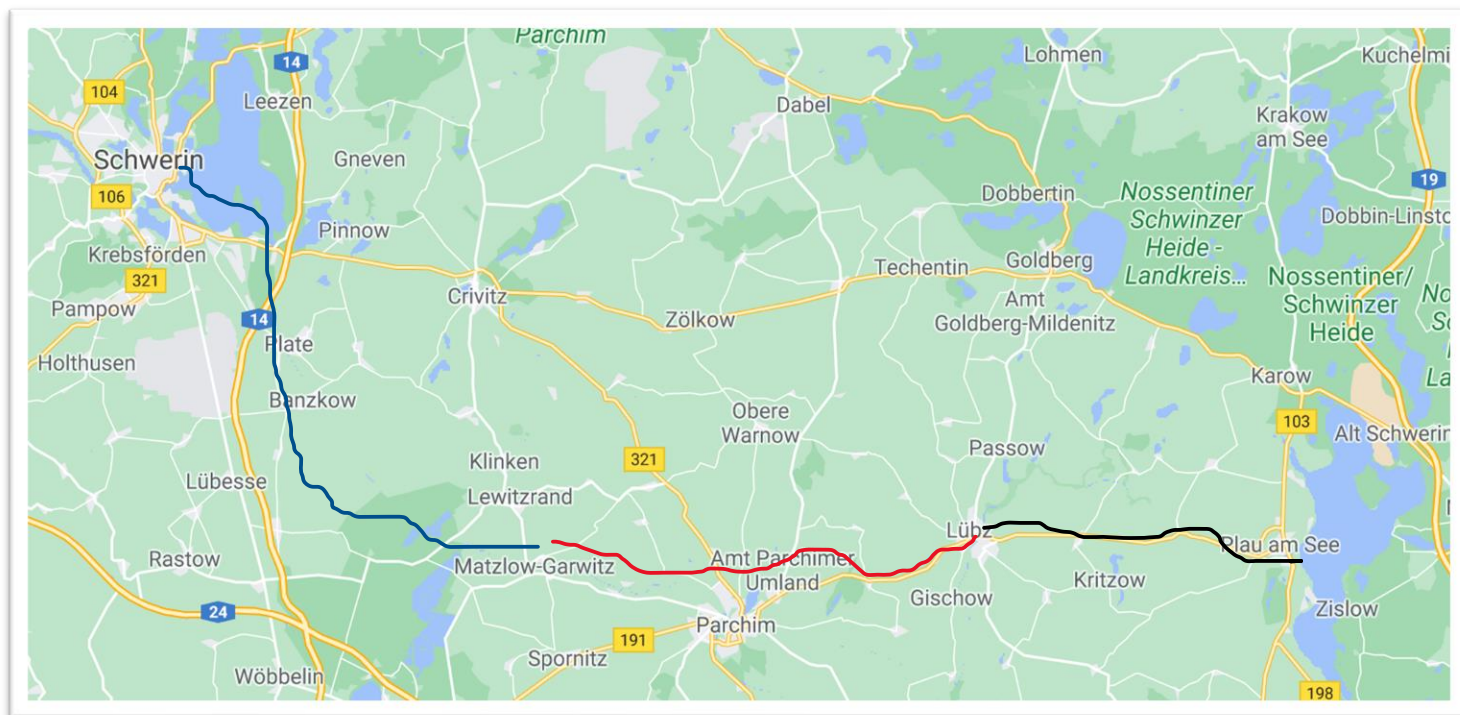 Parchim
14
Lohmen
Kuchelmi
104
Leezen
Dabel
Krakow
am See
Schwerin
Gneven
19
106
Dobbertin
Nossentiner
Schwinzer
Heide -
Landkreis...
Dobbin-Linsto
Pinnow
Krebsförden
321
Techentin
Goldberg
Nossentiner/
Schwinzer
Heide
Crivitz
Amt
Goldberg-Mildenitz
Pampow
14
Zölkow
Plate
Holthusen
Karow
Banzkow
Obere
Warnow
103
Alt Schwerin
Passow
Klinken
321
Lübesse
Lewitzrand
Lübz
Plau am See
Rastow
Matzlow-Garwitz
Amt Parchimer
Umland
Kritzow
Gischow
24
Zislow
Parchim
191
Spornitz
Wöbbelin
198